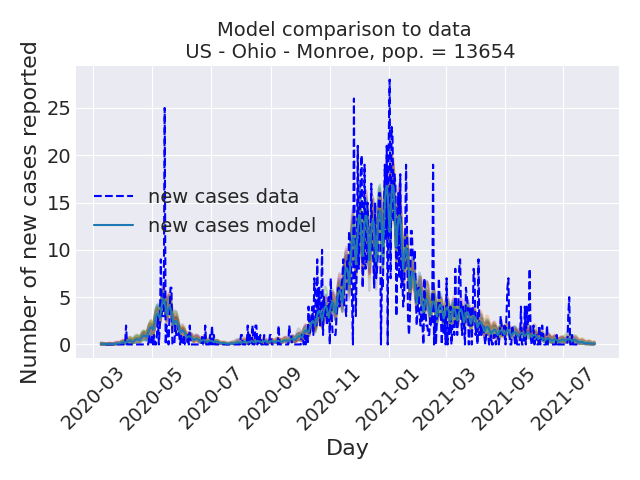 Model comparison to data
US - Ohio - Monroe, pop. = 13654
Number of new cases reported
25
20
15
10
5
0
new cases data
new cases model
2020-03
2020-05
2020-07
2020-09
2020-11
2021-01
2021-03
2021-05
2021-07
Day